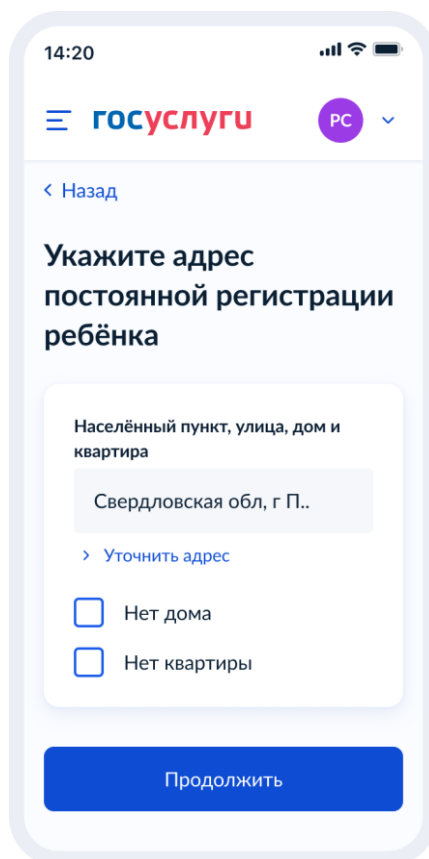 14:20
госуслуги
РС
Назад
Укажите адрес
постоянной регистрации
ребёнка
Населённый пункт, улица, дом и
квартира
Свердловская обл, г П..
Уточнить адрес
Нет дома
Нет квартиры
Продолжить